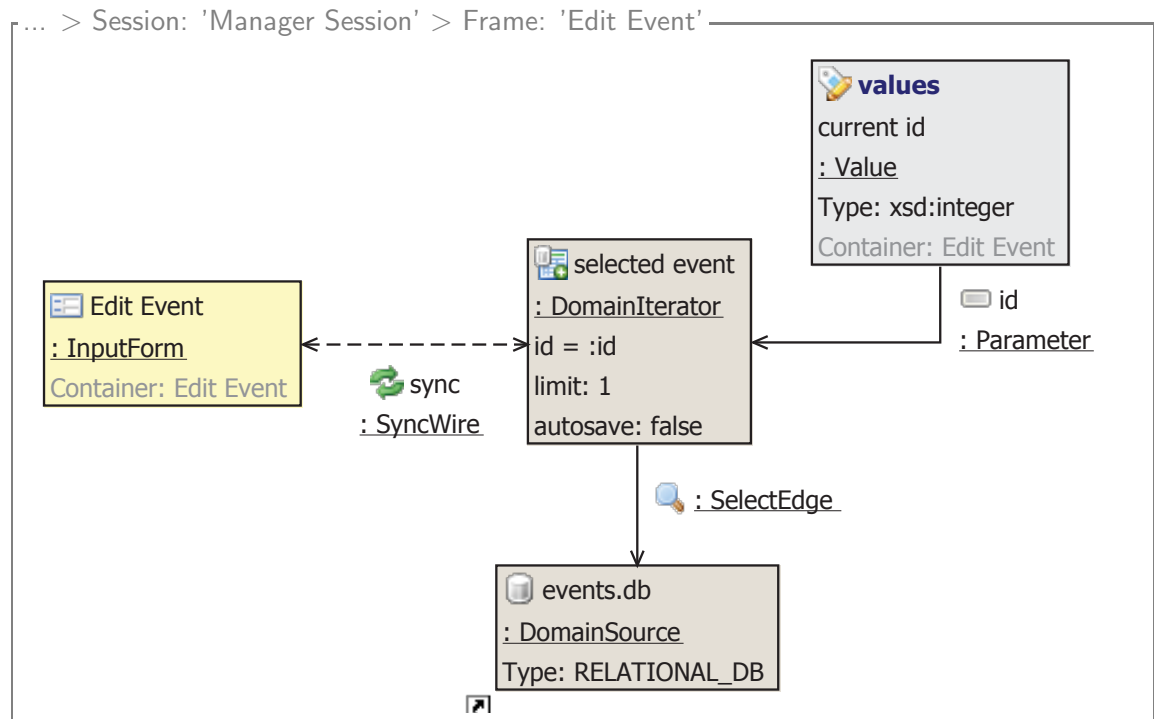 ... > Session: 'Manager Session' > Frame: 'Edit Event'
values
current id
: Value
Type: xsd:integer
Container: Edit Event
selected event
: DomainIterator
id = :id
limit: 1
autosave: false
Edit Event
: InputForm
Container: Edit Event
id
: Parameter
sync
: SyncWire
: SelectEdge
events.db
: DomainSource
Type: RELATIONAL_DB